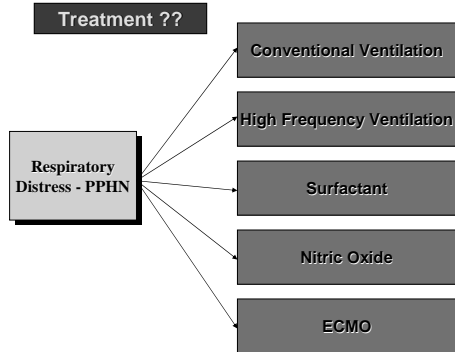 Treatment ??
Conventional Ventilation
High Frequency Ventilation
Respiratory
Distress - PPHN
Surfactant
Nitric Oxide
ECMO